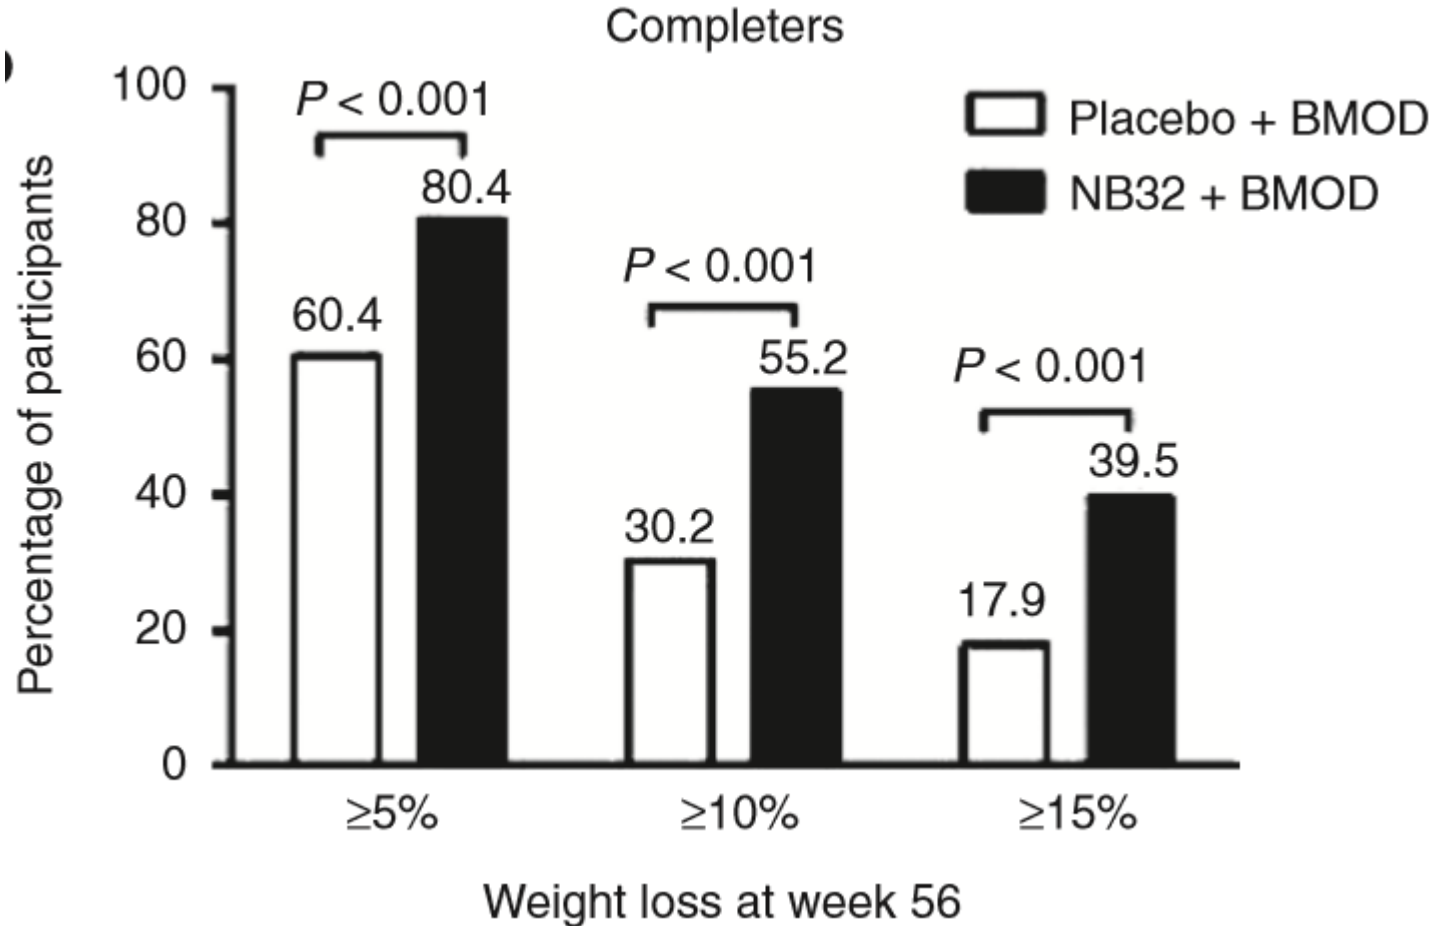 Completers
100
80
60
40
20
0
Percentage of participants
P < 0.001
60.4
80.4
P < 0.001
30.2
55.2
P < 0.001
17.9
39.5
Placebo + BMOD
NB32 + BMOD
≥5%
≥10%
≥15%
Weight loss at week 56